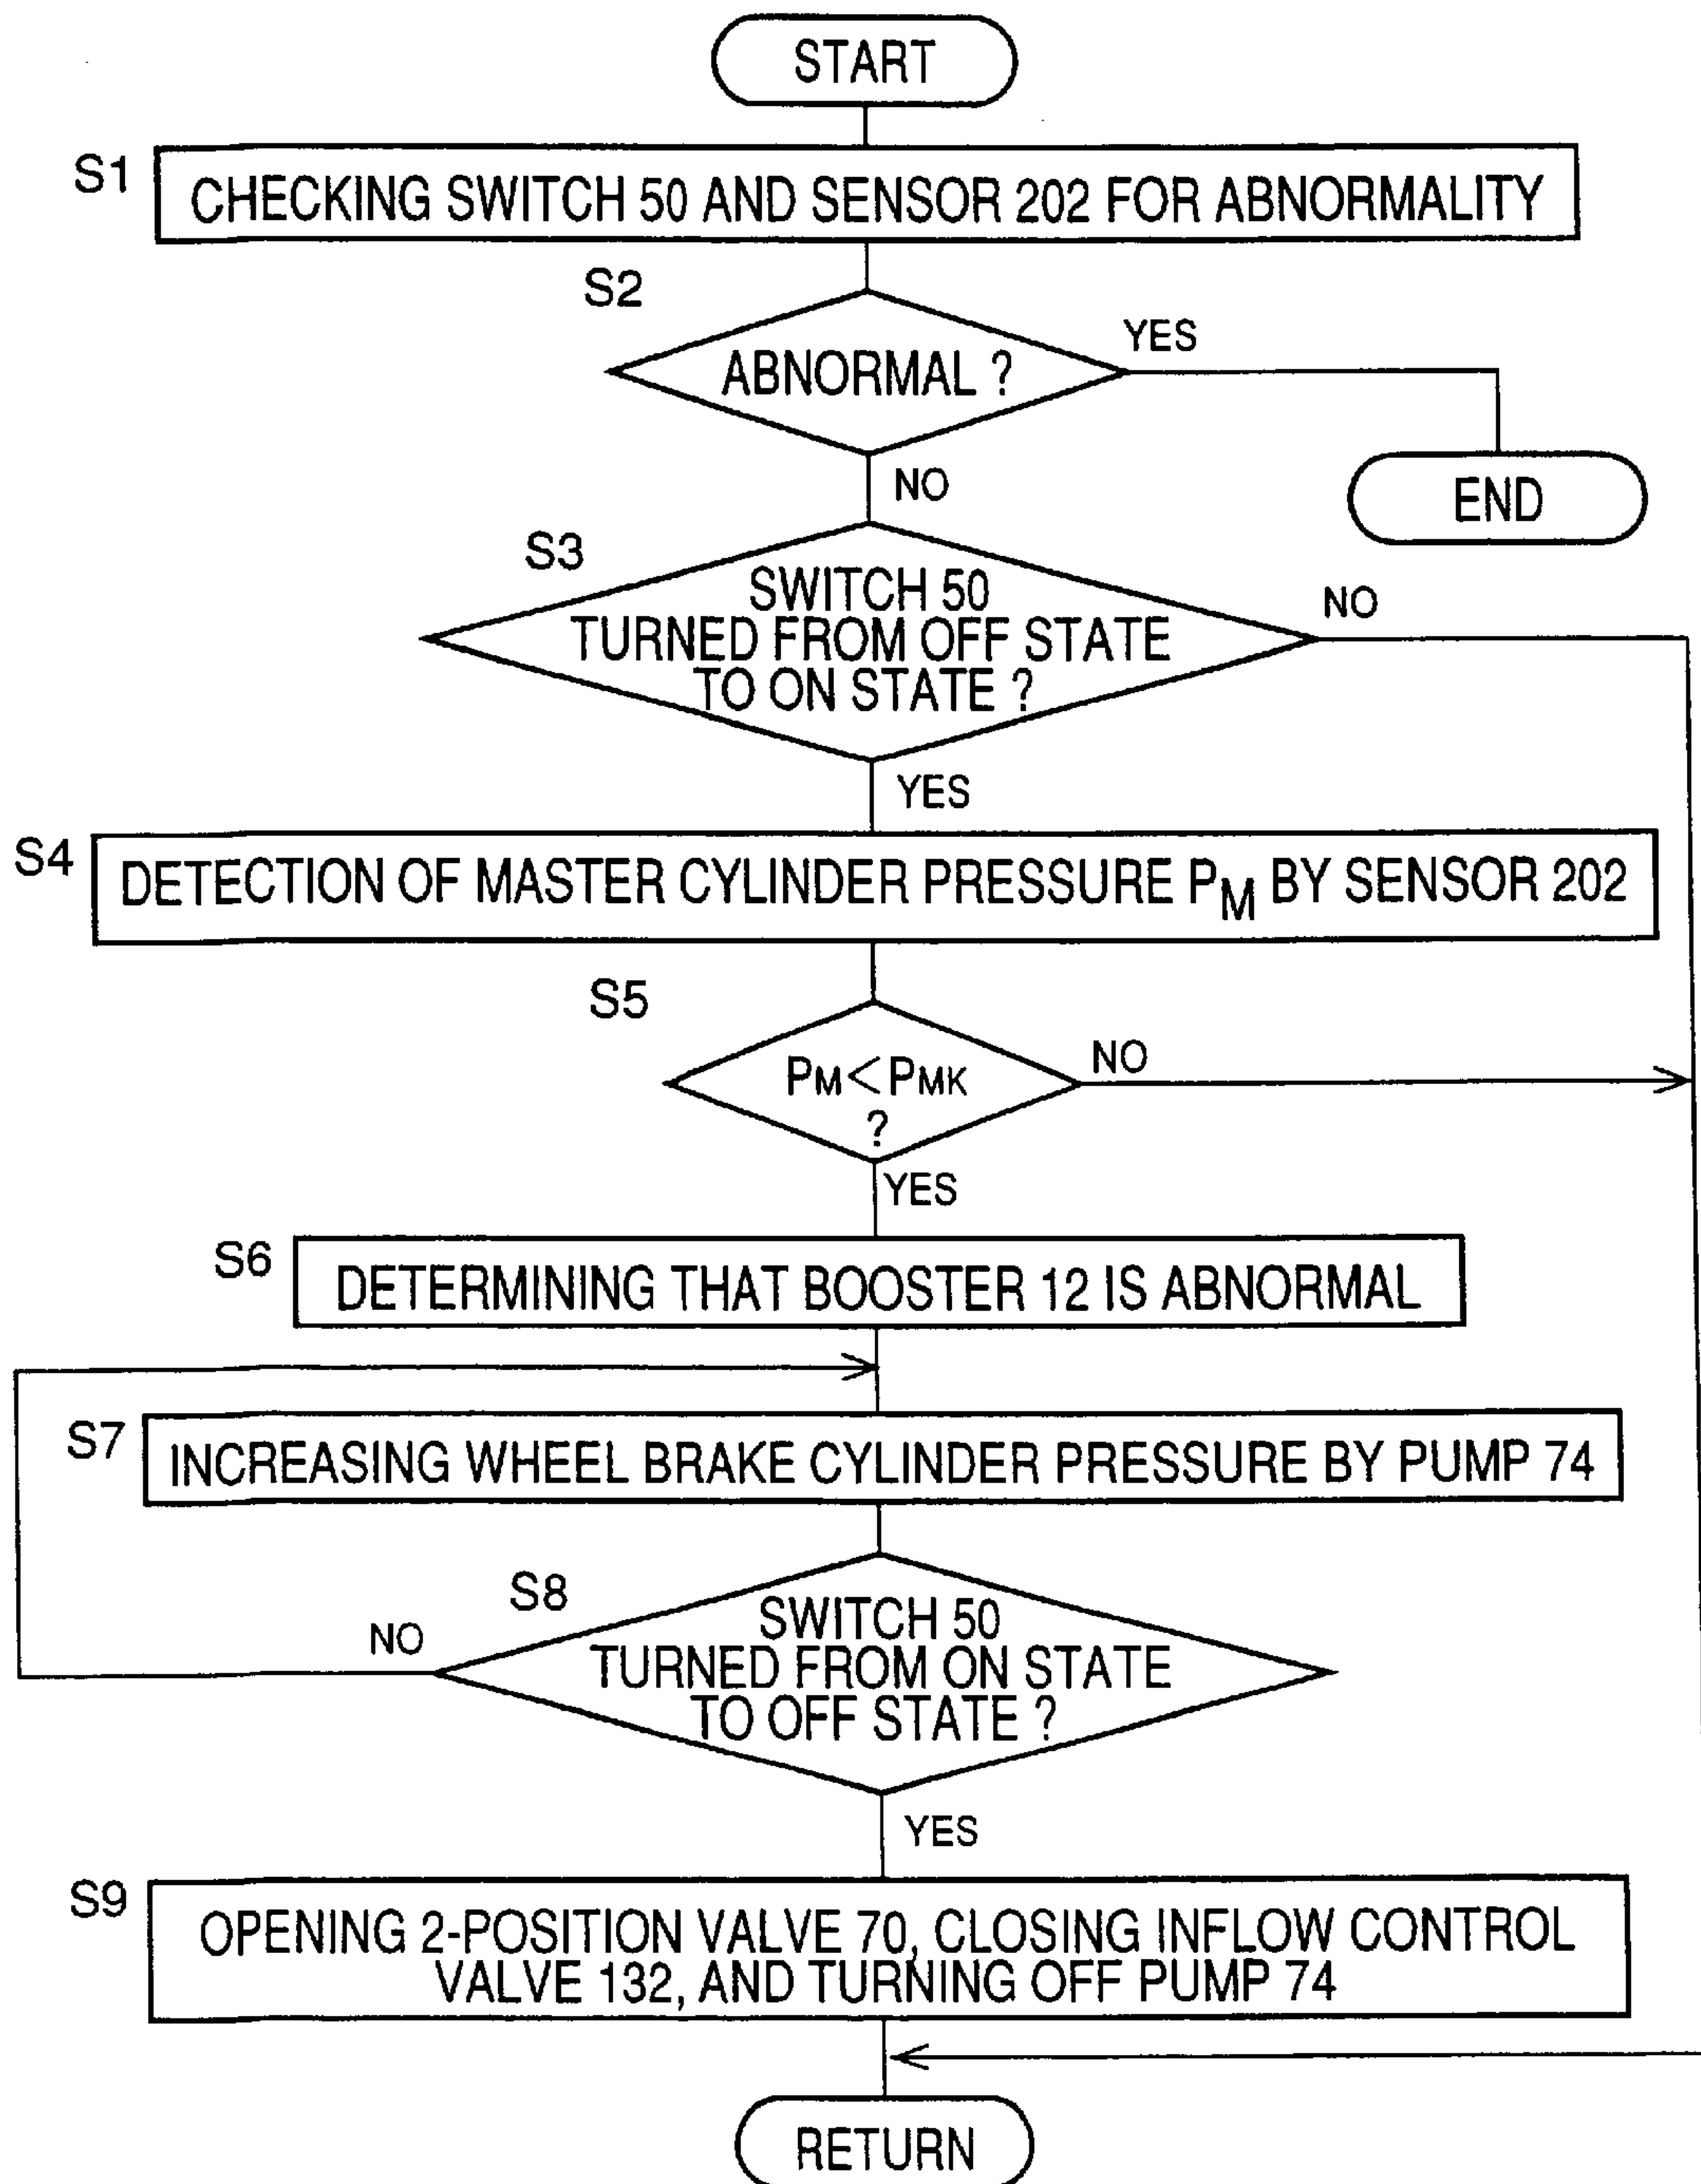 START
S1
CHECKING SWITCH 50 AND SENSOR 202 FOR ABNORMALITY
S2
ABNORMAL ?
YES
NO
END
S3
SWITCH 50
TURNED FROM OFF STATE
TO ON STATE ?
NO
YES
S4
DETECTION OF MASTER CYLINDER PRESSURE PM BY SENSOR 202
S5
PM<PMK
?
NO
YES
S6
DETERMINING THAT BOOSTER 12 IS ABNORMAL
S7
INCREASING WHEEL BRAKE CYLINDER PRESSURE BY PUMP 74
S8
SWITCH 50
TURNED FROM ON STATE
TO OFF STATE ?
NO
YES
S9
OPENING 2-POSITION VALVE 70, CLOSING INFLOW CONTROL
VALVE 132, AND TURNING OFF PUMP 74
RETURN